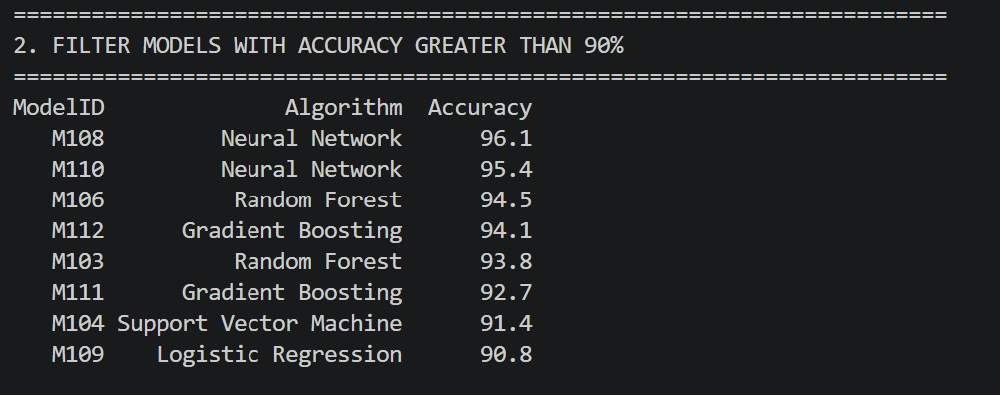 ========================================================================
2. FILTER MODELS WITH ACCURACY GREATER THAN 90%
========================================================================
ModelID              Algorithm  Accuracy
   M108         Neural Network      96.1
   M110         Neural Network      95.4
   M106          Random Forest      94.5
   M112      Gradient Boosting      94.1
   M103          Random Forest      93.8
   M111      Gradient Boosting      92.7
   M104 Support Vector Machine      91.4
   M109    Logistic Regression      90.8